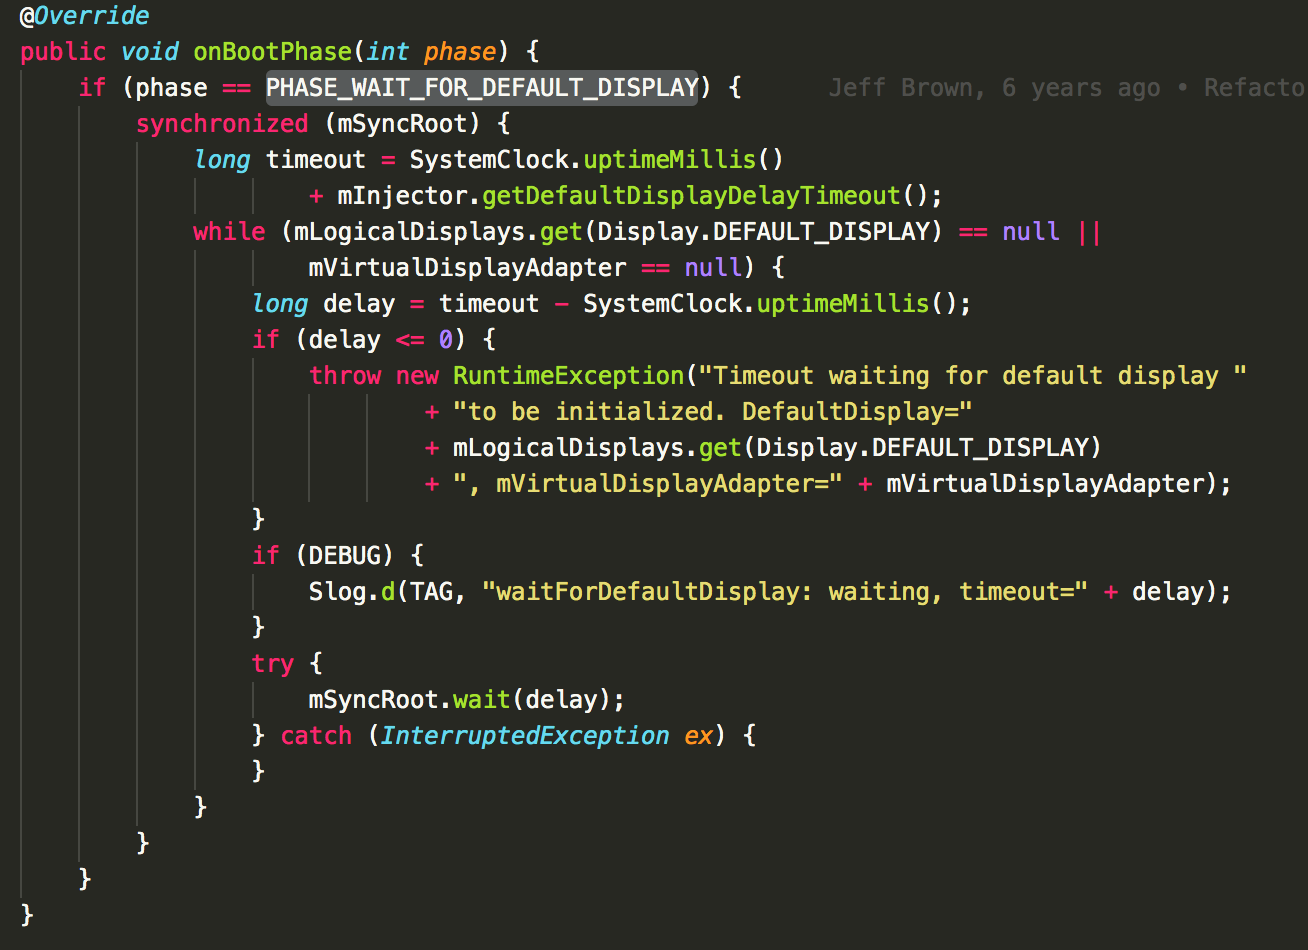 @Override
public void onBootPhase(int phase) {
if (phase == PHASE_WAIT_FOR_DEFAULT_DISPLAY) { Jeff Brown, 6 years ago • Refacto
synchronized (mSyncRoot) {
long timeout = SystemClock.uptimeMillis()
+ mInjector.getDefaultDisplayDelayTimeout();
while (mLogicalDisplays.get(Display.DEFAULT_DISPLAY) == null ||
mVirtualDisplayAdapter == null) {
long delay = timeout - SystemClock.uptimeMillis();
if (delay <= 0) {
throw new RuntimeException("Timeout waiting for default display "
+ "to be initialized. DefaultDisplay="
+ mLogicalDisplays.get(Display.DEFAULT_DISPLAY)
+ ", mVirtualDisplayAdapter=" + mVirtualDisplayAdapter);
}
if (DEBUG) {
Slog.d(TAG, "waitForDefaultDisplay: waiting, timeout=" + delay);
}
try {
mSyncRoot.wait(delay);
} catch (InterruptedException ex) {
}
}
}
}
}